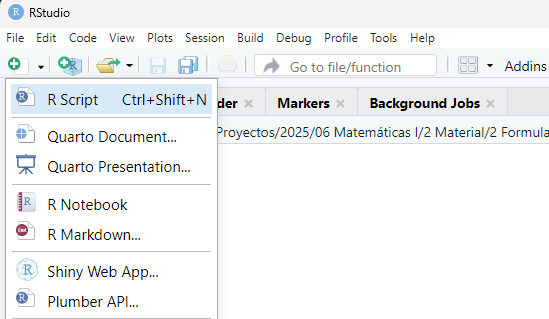 RStudio
File Edit Code View Plots Session Build Debug Profile Tools Help
Go to file/function Addins
R Script Ctrl+Shift+N
der Markers Background Jobs
Quarto Document...
royectos/2025/06 Matemáticas I/2 Material/2 Formula
Quarto Presentation...
R Notebook
R Markdown...
Shiny Web App...
Plumber API...